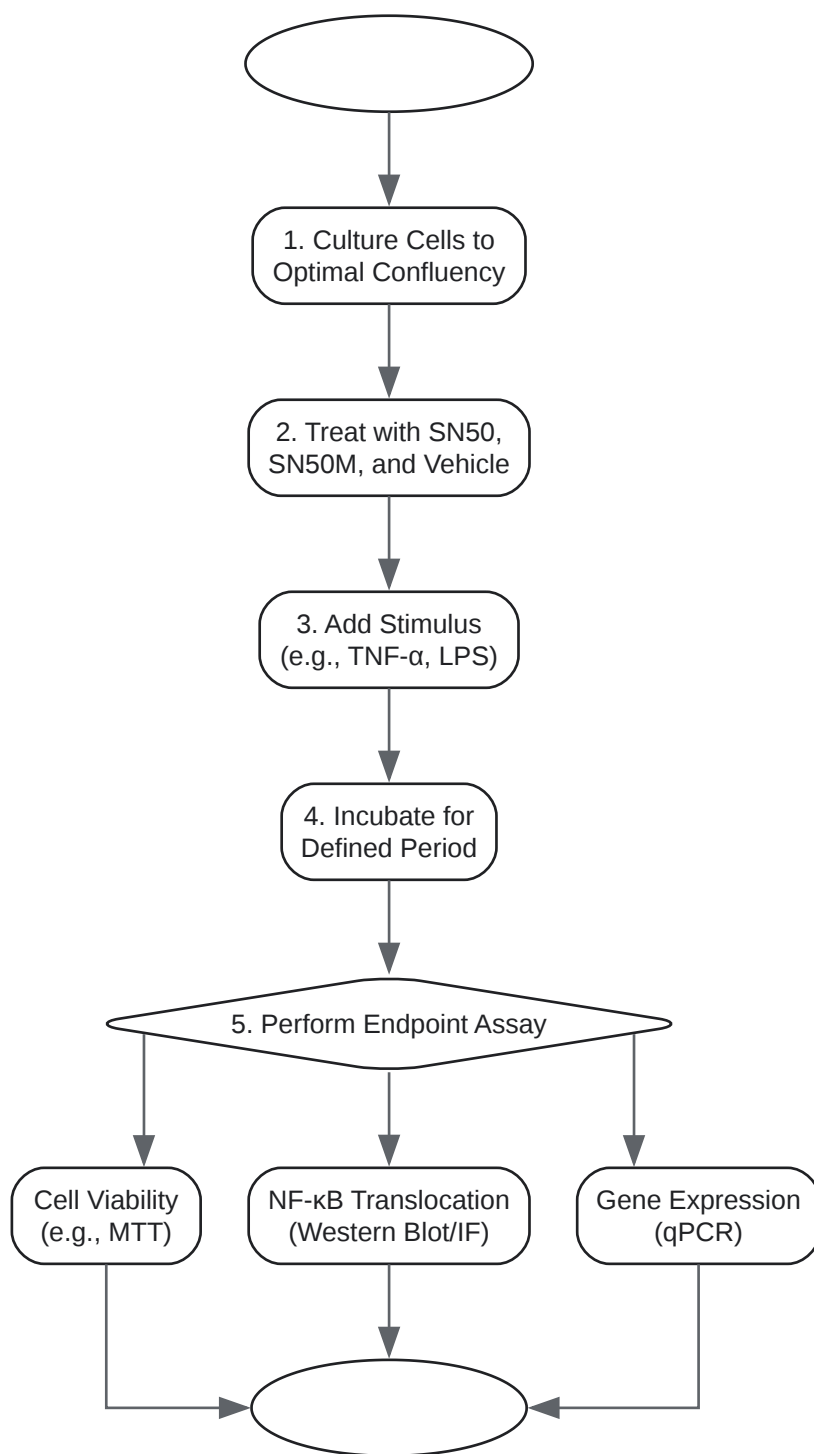 1. Culture Cells to
Optimal Confluency
2. Treat with SN50,
SN50M, and Vehicle
3. Add Stimulus
(e.g., TNF-α, LPS)
4. Incubate for
Defined Period
5. Perform Endpoint Assay
Cell Viability
(e.g., MTT)
NF-κB Translocation
(Western Blot/IF)
Gene Expression
(qPCR)